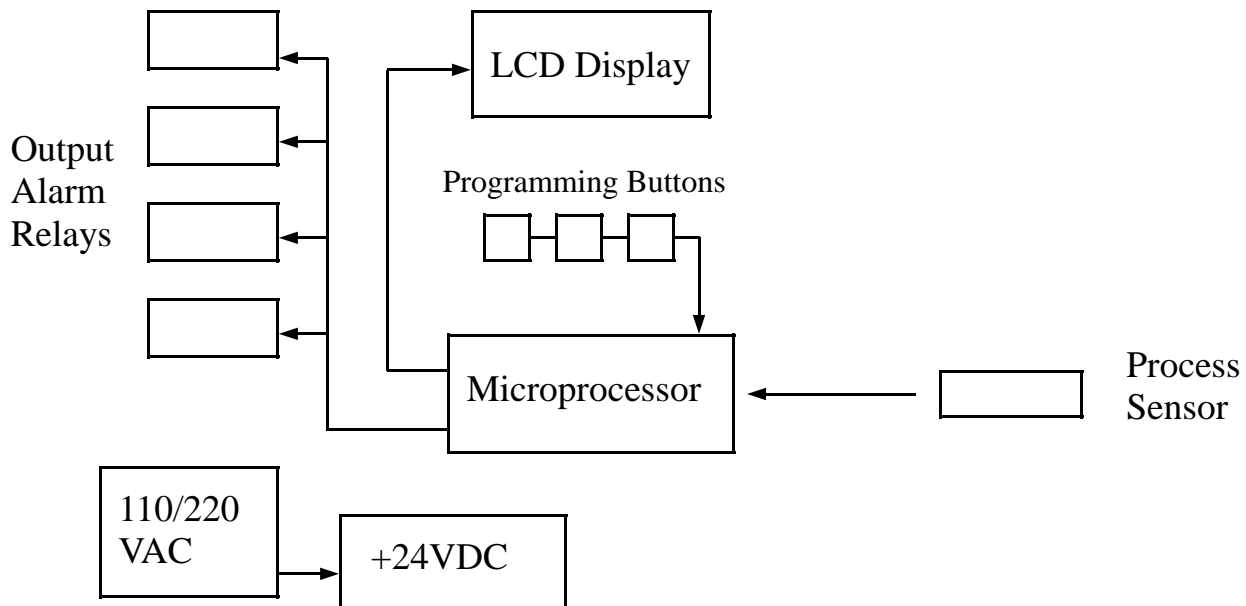 LCD Display
Output
Alarm
Relays
Programming Buttons
Microprocessor
Process
Sensor
110/220
VAC
+24VDC